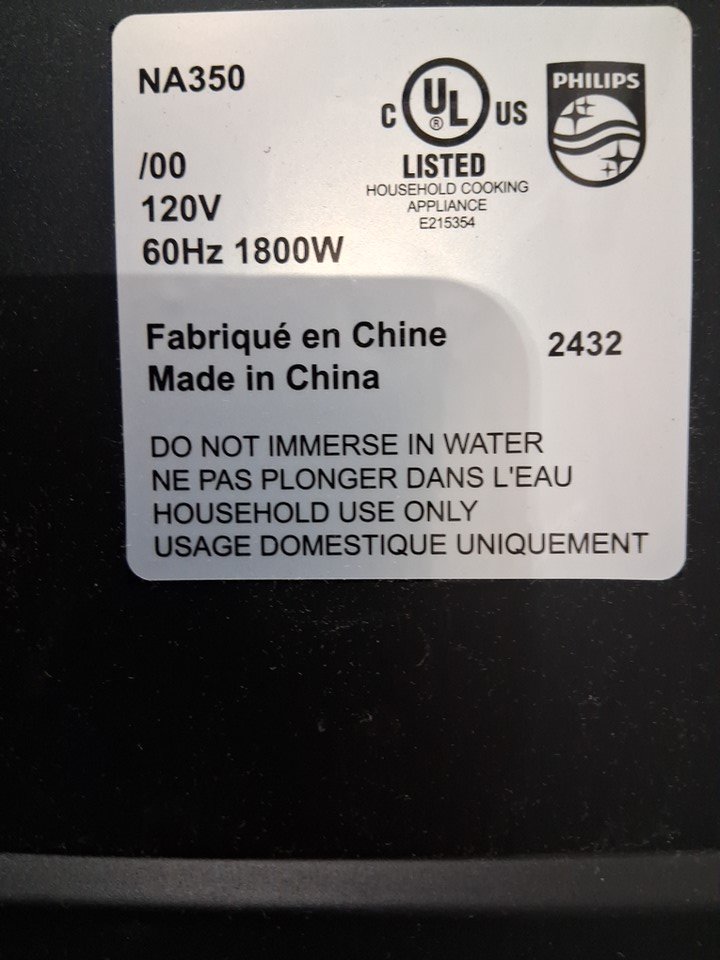 NA350
/00
120V
60Hz 1800W
C UL US
®
LISTED
HOUSEHOLD COOKING
APPLIANCE
E215354
PHILIPS
Fabriqué en Chine
Made in China
2432
DO NOT IMMERSE IN WATER
NE PAS PLONGER DANS L'EAU
HOUSEHOLD USE ONLY
USAGE DOMESTIQUE UNIQUEMENT